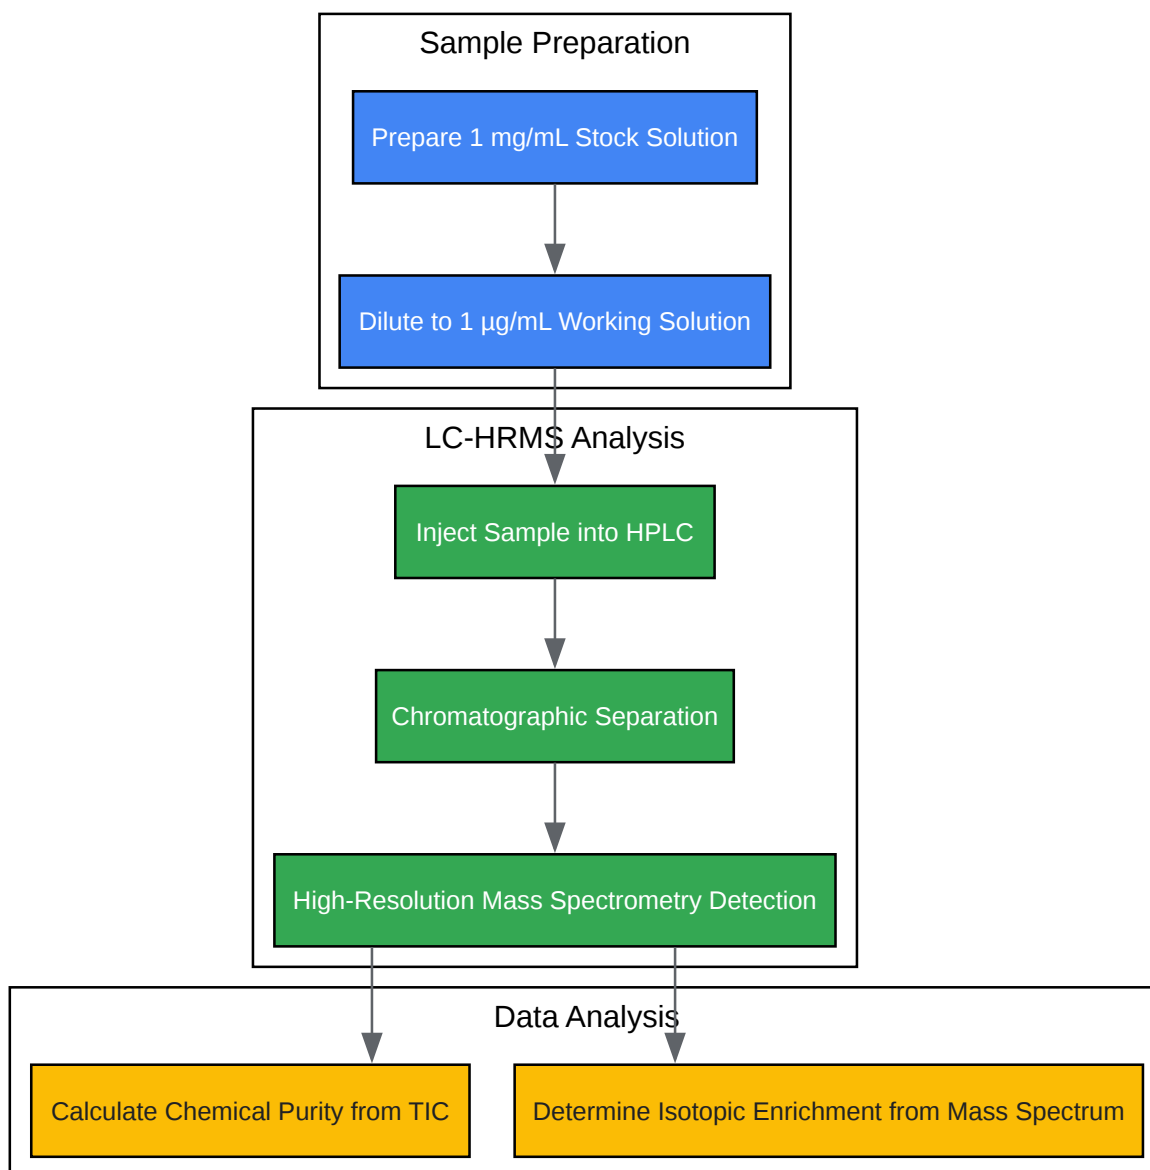 Sample Preparation
Prepare 1 mg/mL Stock Solution
Dilute to 1 µg/mL Working Solution
LC-HRMS Analysis
Inject Sample into HPLC
Chromatographic Separation
High-Resolution Mass Spectrometry Detection
Data Analysis
Calculate Chemical Purity from TIC
Determine Isotopic Enrichment from Mass Spectrum